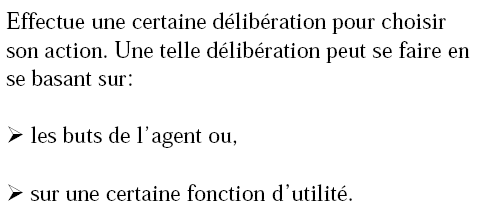 Effectue une certaine délibération pour choisir
son action. Une telle délibération peut se faire en
se basant sur:
➢ les buts de l’agent ou,
➢ sur une certaine fonction d’utilité.